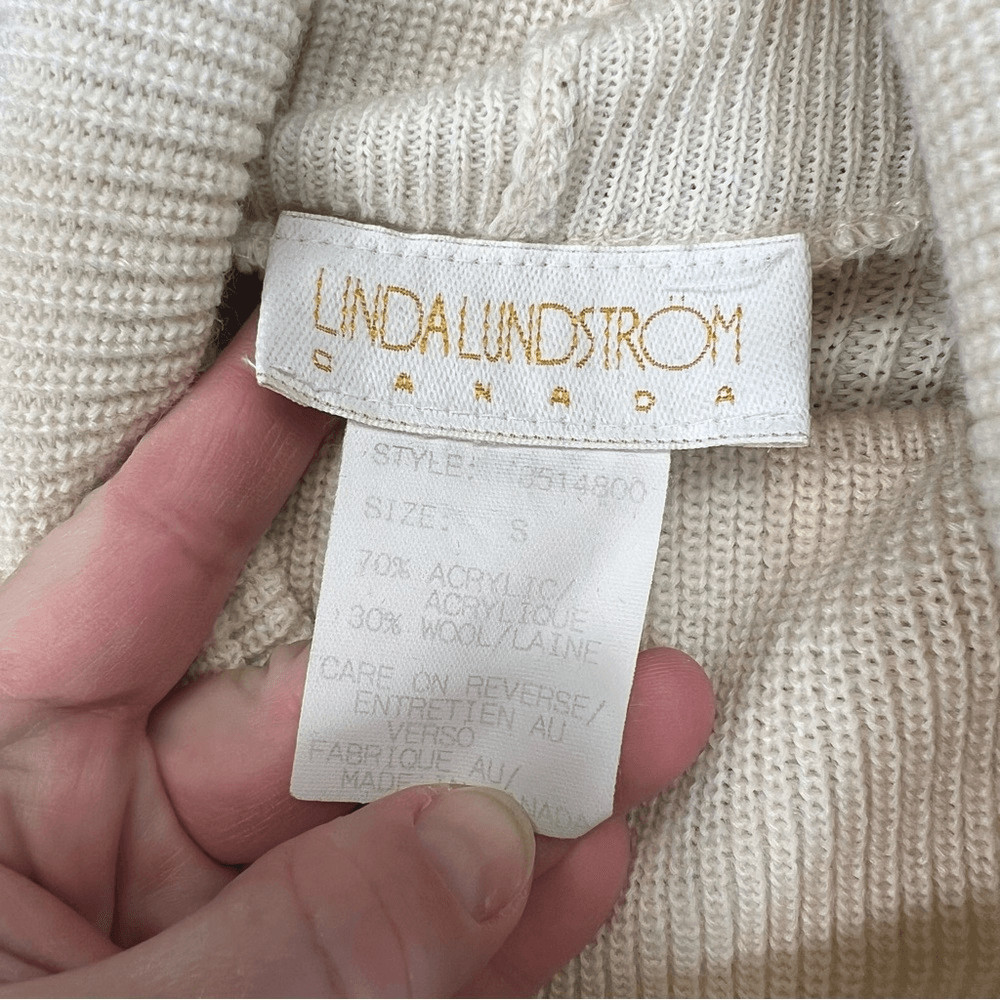 LINDA LUNDSTRÖM
CANADA
STYLE: 0514800
SIZE: S
70% ACRYLIC/
ACRYLIQUE
30% WOOL/LAINE
CARE ON REVERSE/
ENTRETIEN AU
VERSO
FABRIQUE AU/
MADE